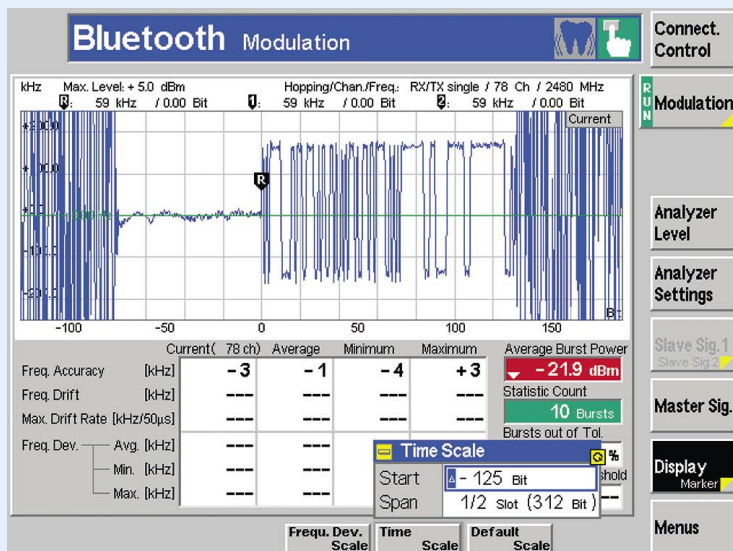 Bluetooth Modulation
Connect. Control
kHz Max. Level: + 5.0 dBm Hopping/Chan./Freq.: RX/TX single / 78 Ch / 2480 MHz
R: 59 kHz / 0.00 Bit 1: 59 kHz / 0.00 Bit 2: 59 kHz / 0.00 Bit
RUN Modulation
Current
R
Bit
-100 -50 0 50 100 150
Analyzer Level
Analyzer Settings
Slave Sig.1
Slave Sig.2
Master Sig.
Display
Marker
Menus
Current( 78 ch) Average Minimum Maximum Average Burst Power
Freq. Accuracy [kHz] - 3 - 1 - 4 + 3 - 21.9 dBm
Freq. Drift [kHz] --- --- --- --- Statistic Count
Max. Drift Rate [kHz/50µs] --- --- --- --- 10 Bursts
Bursts out of Tol.
Freq. Dev. Avg. [kHz] --- --- %
Min. [kHz] --- ---
Max. [kHz] --- --- --
Time Scale
Start - 125 Bit
Span 1/2 Slot (312 Bit)
Frequ. Dev. Scale
Time Scale
Default Scale